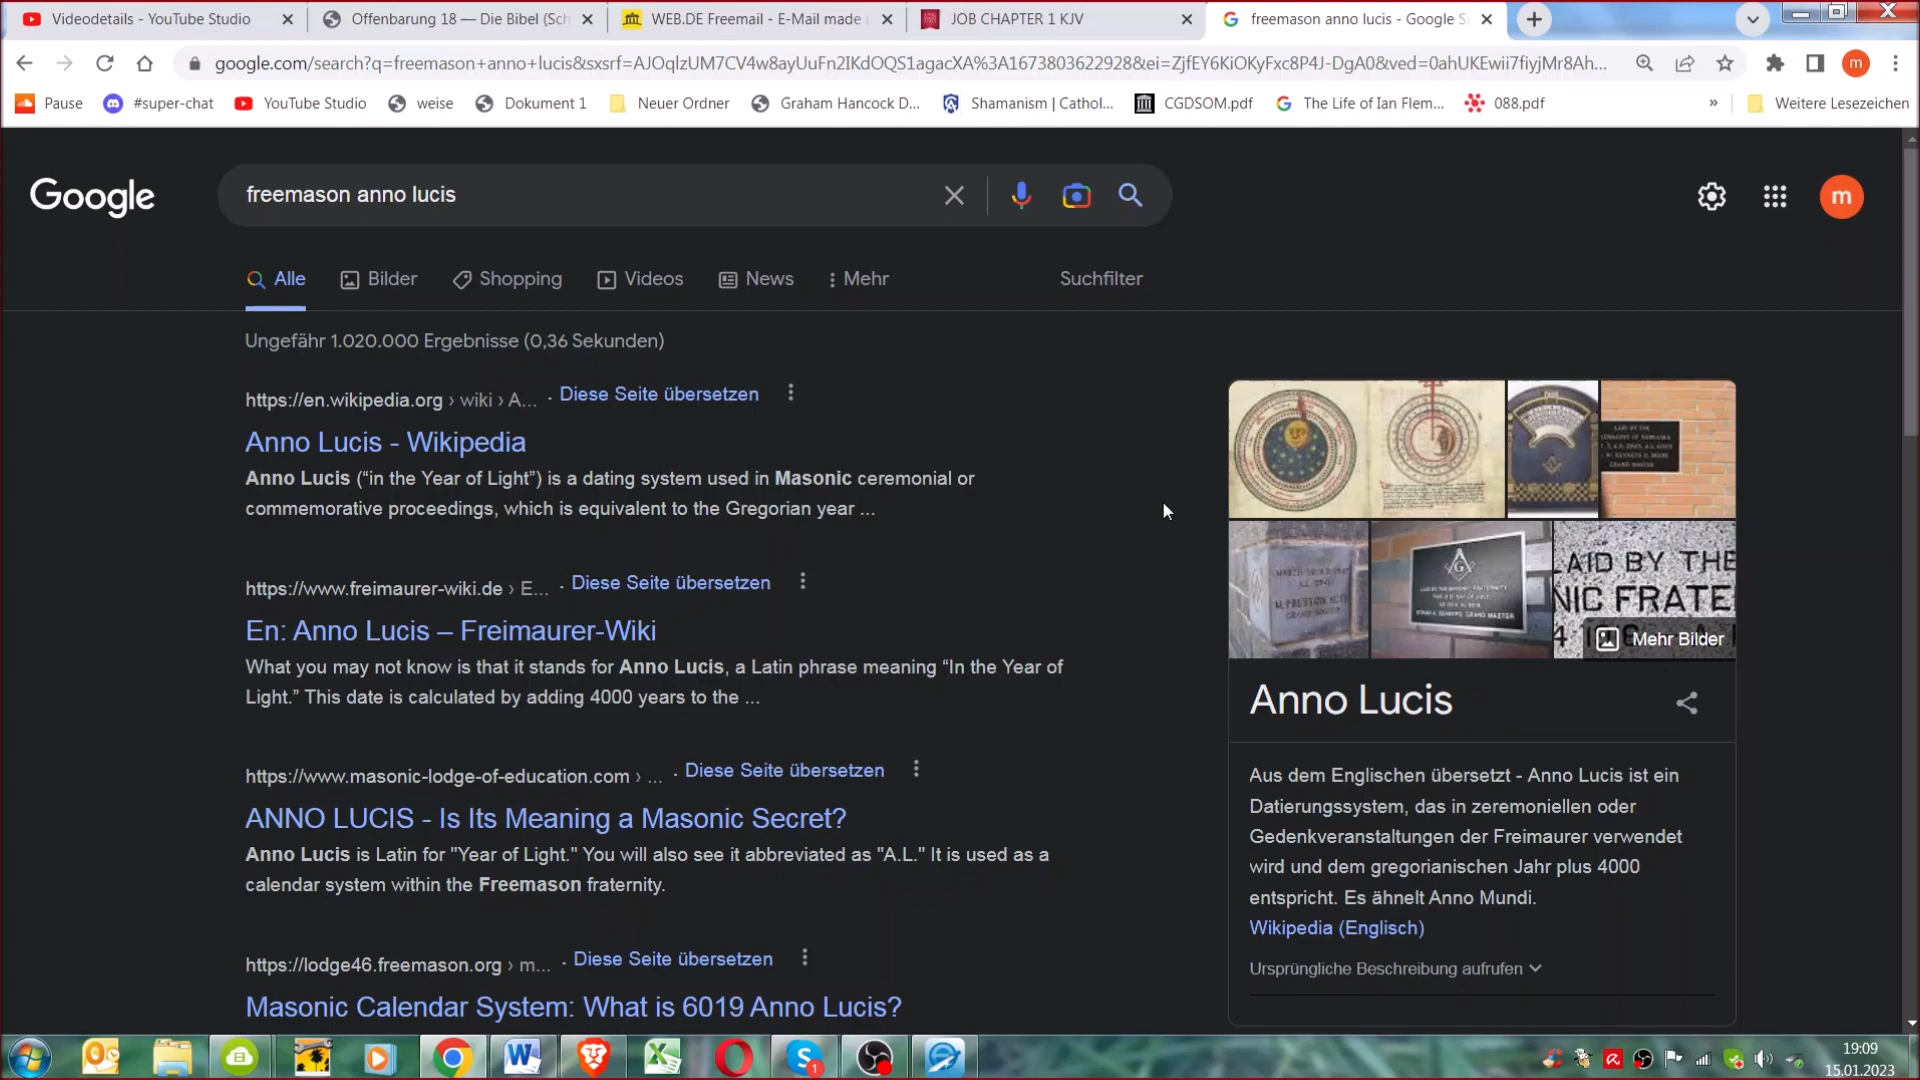 Videodetails - YouTube Studio
Offenbarung 18 — Die Bibel (Sch
WEB.DE Freemail - E-Mail made
JOB CHAPTER 1 KJV
freemason anno lucis - Google S
google.com/search?q=freemason+anno+lucis&sxsrf=AJOqlzUM7CV4w8ayUuFn2IKdOQS1agacXA%3A1673803622928&ei=ZjfEY6KiOKyFxc8P4J-DgA0&ved=0ahUKEwii7fiyjMr8Ah...
m
Pause
#super-chat
YouTube Studio
weise
Dokument 1
Neuer Ordner
Graham Hancock D...
Shamanism | Cathol...
CGDSOM.pdf
The Life of Ian Flem...
088.pdf
»
Weitere Lesezeichen
Google
freemason anno lucis
m
Alle
Bilder
Shopping
Videos
News
Mehr
Suchfilter
Ungefähr 1.020.000 Ergebnisse (0,36 Sekunden)
https://en.wikipedia.org › wiki › A... · Diese Seite übersetzen
Anno Lucis - Wikipedia
Anno Lucis (“in the Year of Light”) is a dating system used in Masonic ceremonial or
commemorative proceedings, which is equivalent to the Gregorian year ...
https://www.freimaurer-wiki.de › E... · Diese Seite übersetzen
En: Anno Lucis – Freimaurer-Wiki
What you may not know is that it stands for Anno Lucis, a Latin phrase meaning “In the Year of
Light.” This date is calculated by adding 4000 years to the ...
https://www.masonic-lodge-of-education.com › ... · Diese Seite übersetzen
ANNO LUCIS - Is Its Meaning a Masonic Secret?
Anno Lucis is Latin for "Year of Light." You will also see it abbreviated as "A.L." It is used as a
calendar system within the Freemason fraternity.
https://lodge46.freemason.org › m... · Diese Seite übersetzen
Masonic Calendar System: What is 6019 Anno Lucis?
LAID BY THE
GRAND MASTER
GRAND MASTER
G
LAID BY THE
NIC FRATE
Mehr Bilder
Anno Lucis
Aus dem Englischen übersetzt - Anno Lucis ist ein
Datierungssystem, das in zeremoniellen oder
Gedenkveranstaltungen der Freimaurer verwendet
wird und dem gregorianischen Jahr plus 4000
entspricht. Es ähnelt Anno Mundi.
Wikipedia (Englisch)
Ursprüngliche Beschreibung aufrufen
1
19:09
15.01.2023